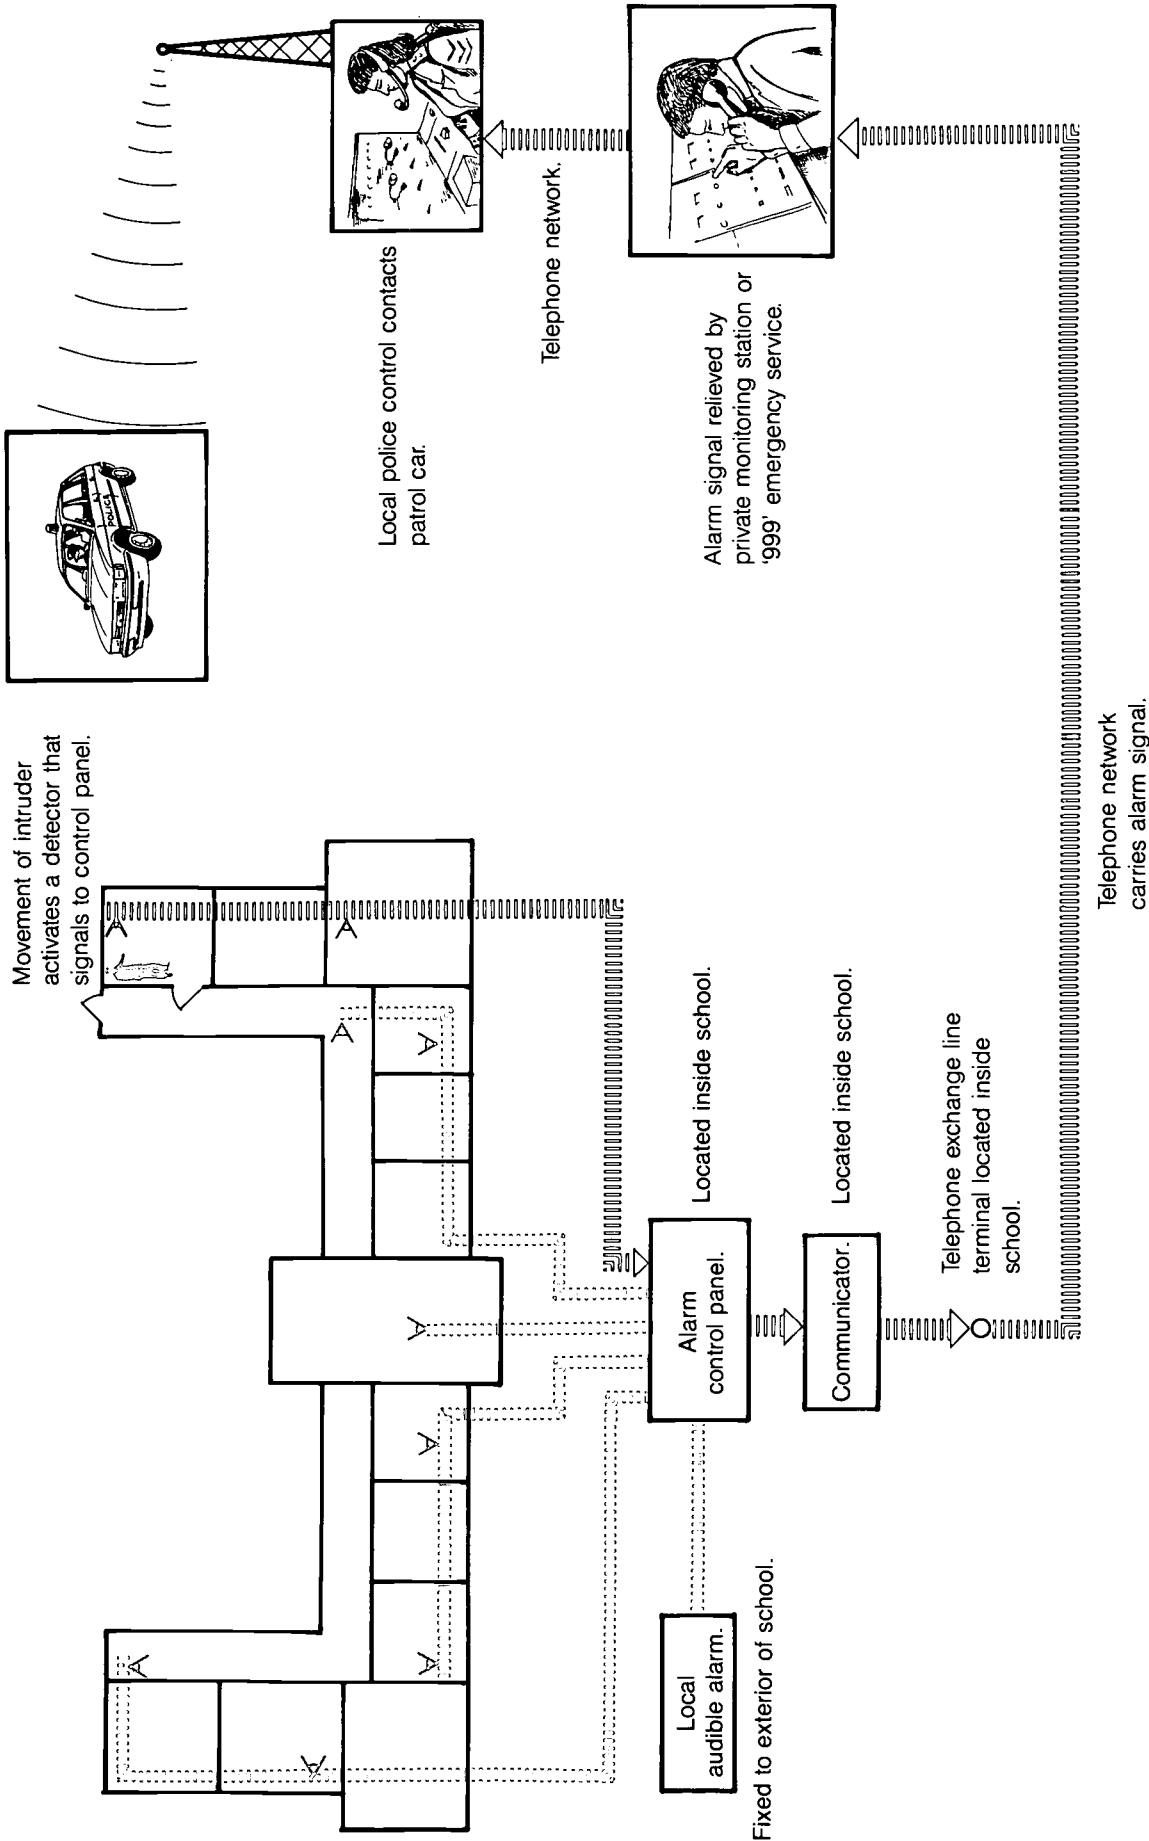 Movement of intruder
activates a detector that
signals to control panel.
POLICE
Local police control contacts
patrol car.
Telephone network.
Alarm signal relieved by
private monitoring station or
‘999’ emergency service.
Located inside school.
Alarm
control panel.
Located inside school.
Communicator.
Local
audible alarm.
Fixed to exterior of school.
Telephone exchange line
terminal located inside
school.
Telephone network
carries alarm signal.